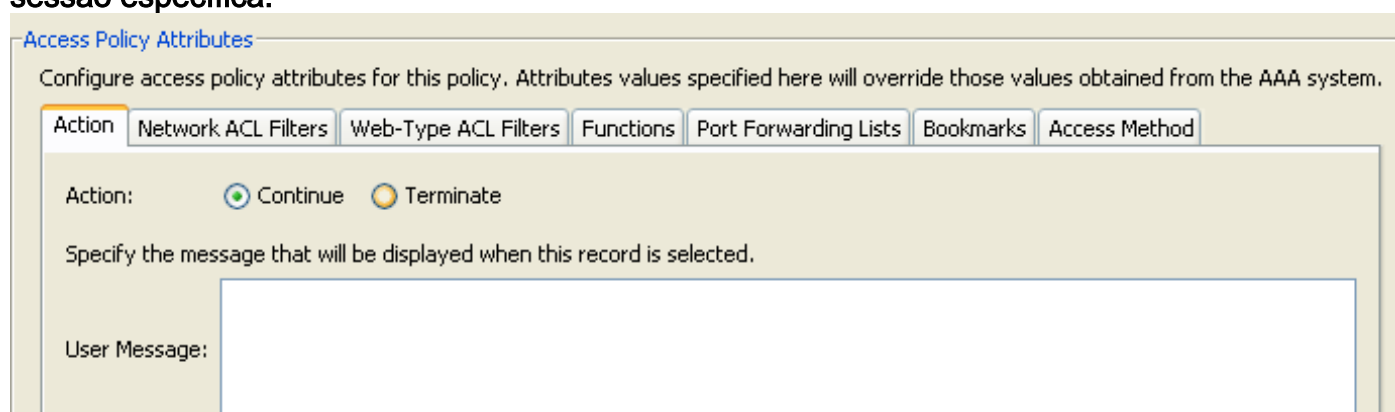 sessão específica.
Access Policy Attributes
Configure access policy attributes for this policy. Attributes values specified here will override those values obtained from the AAA system.
Action Network ACL Filters Web-Type ACL Filters Functions Port Forwarding Lists Bookmarks Access Method
Action: Continue Terminate
Specify the message that will be displayed when this record is selected.
User Message: